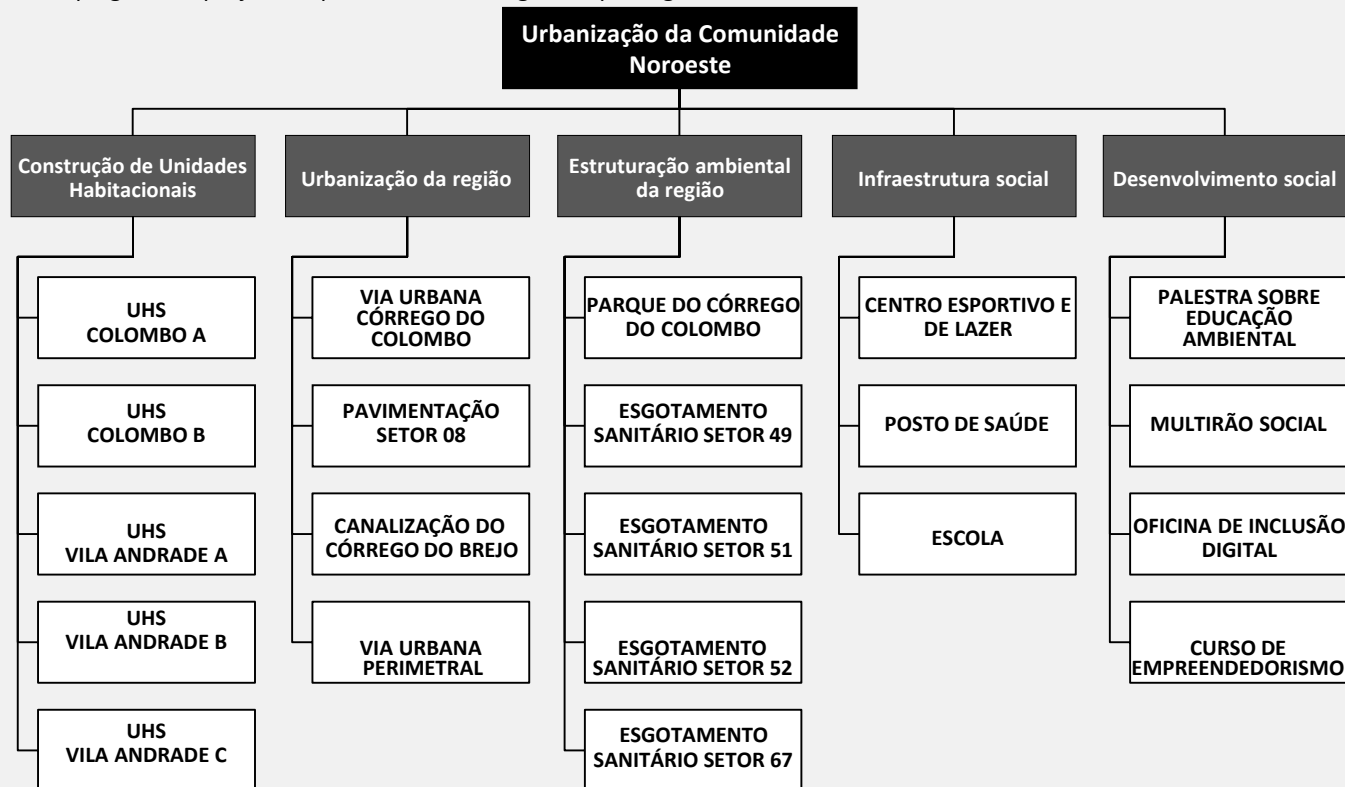 Urbanização da Comunidade
Noroeste
Construção de Unidades
Habitacionais
Urbanização da região
Estruturação ambiental
da região
Infraestrutura social
Desenvolvimento social
UHS
COLOMBO A
UHS
COLOMBO B
UHS
VILA ANDRADE A
UHS
VILA ANDRADE B
UHS
VILA ANDRADE C
VIA URBANA
CÓRREGO DO
COLOMBO
PAVIMENTAÇÃO
SETOR 08
CANALIZAÇÃO DO
CÓRREGO DO BREJO
VIA URBANA
PERIMETRAL
PARQUE DO CÓRREGO
DO COLOMBO
ESGOTAMENTO
SANITÁRIO SETOR 49
ESGOTAMENTO
SANITÁRIO SETOR 51
ESGOTAMENTO
SANITÁRIO SETOR 52
ESGOTAMENTO
SANITÁRIO SETOR 67
CENTRO ESPORTIVO E
DE LAZER
POSTO DE SAÚDE
ESCOLA
PALESTRA SOBRE
EDUCAÇÃO
AMBIENTAL
MULTIRÃO SOCIAL
OFICINA DE INCLUSÃO
DIGITAL
CURSO DE
EMPREENDEDORISMO